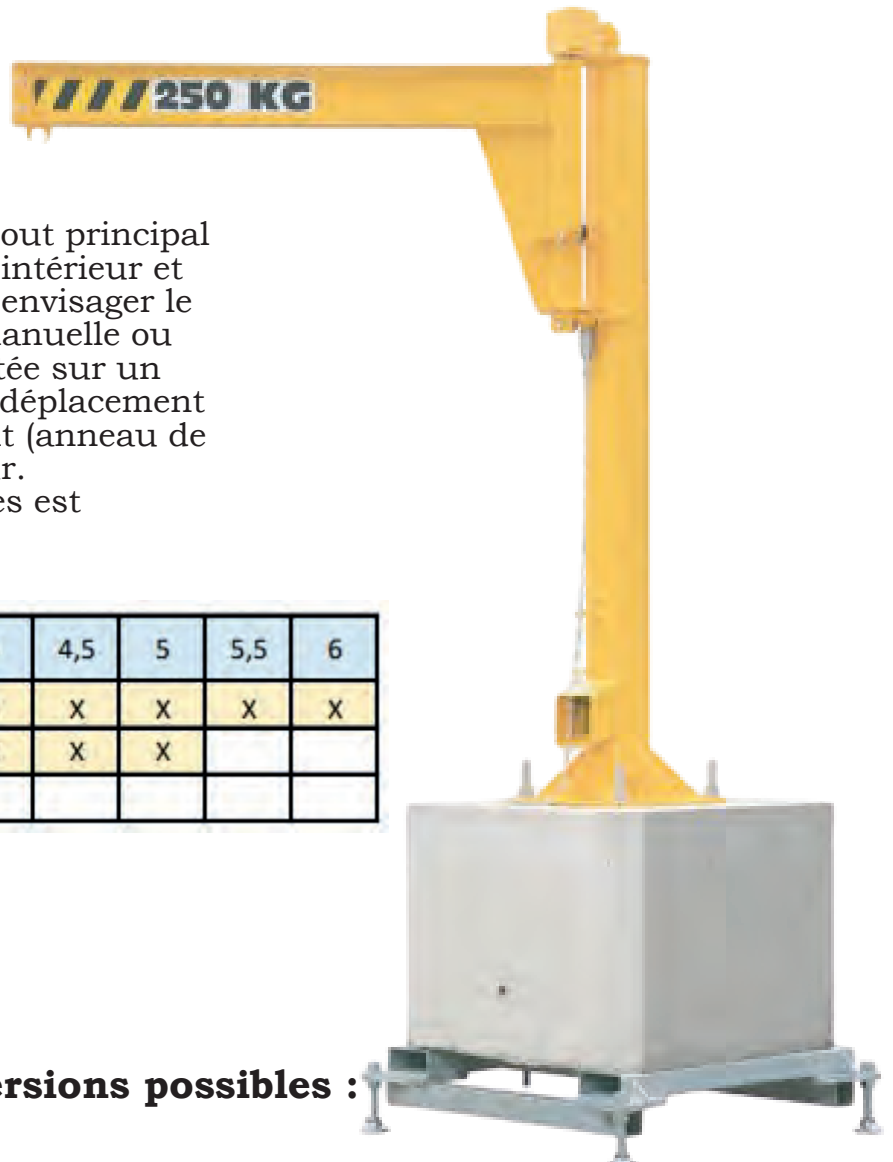 250 KG
out principal
intérieur et
envisager le
anuelle ou
tée sur un
déplacement
t (anneau de
r.
es est
4,5 5 5,5 6
X X X X
X X
ersions possibles :